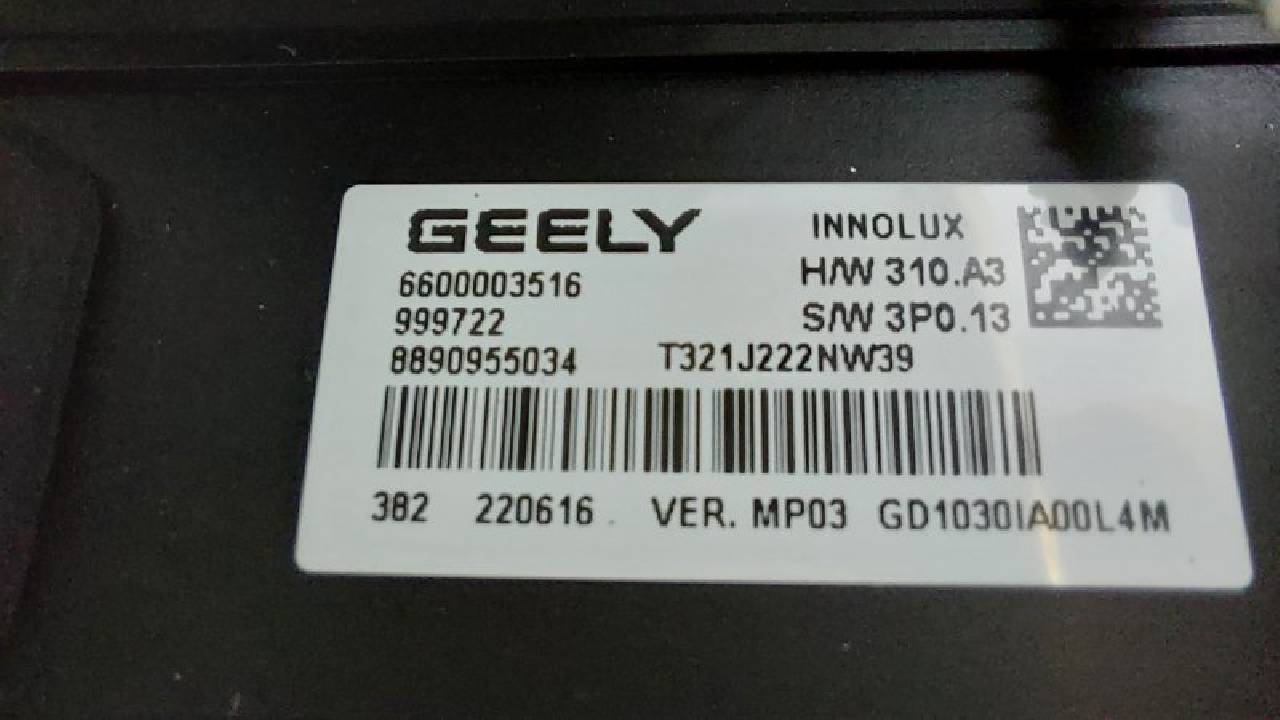 GEELY INNOLUX
6600003516 H/W 310.A3
999722 S/W 3P0.13
8890955034 T321J222NW39
382 220616 VER. MP03 GD1030IA00L4M